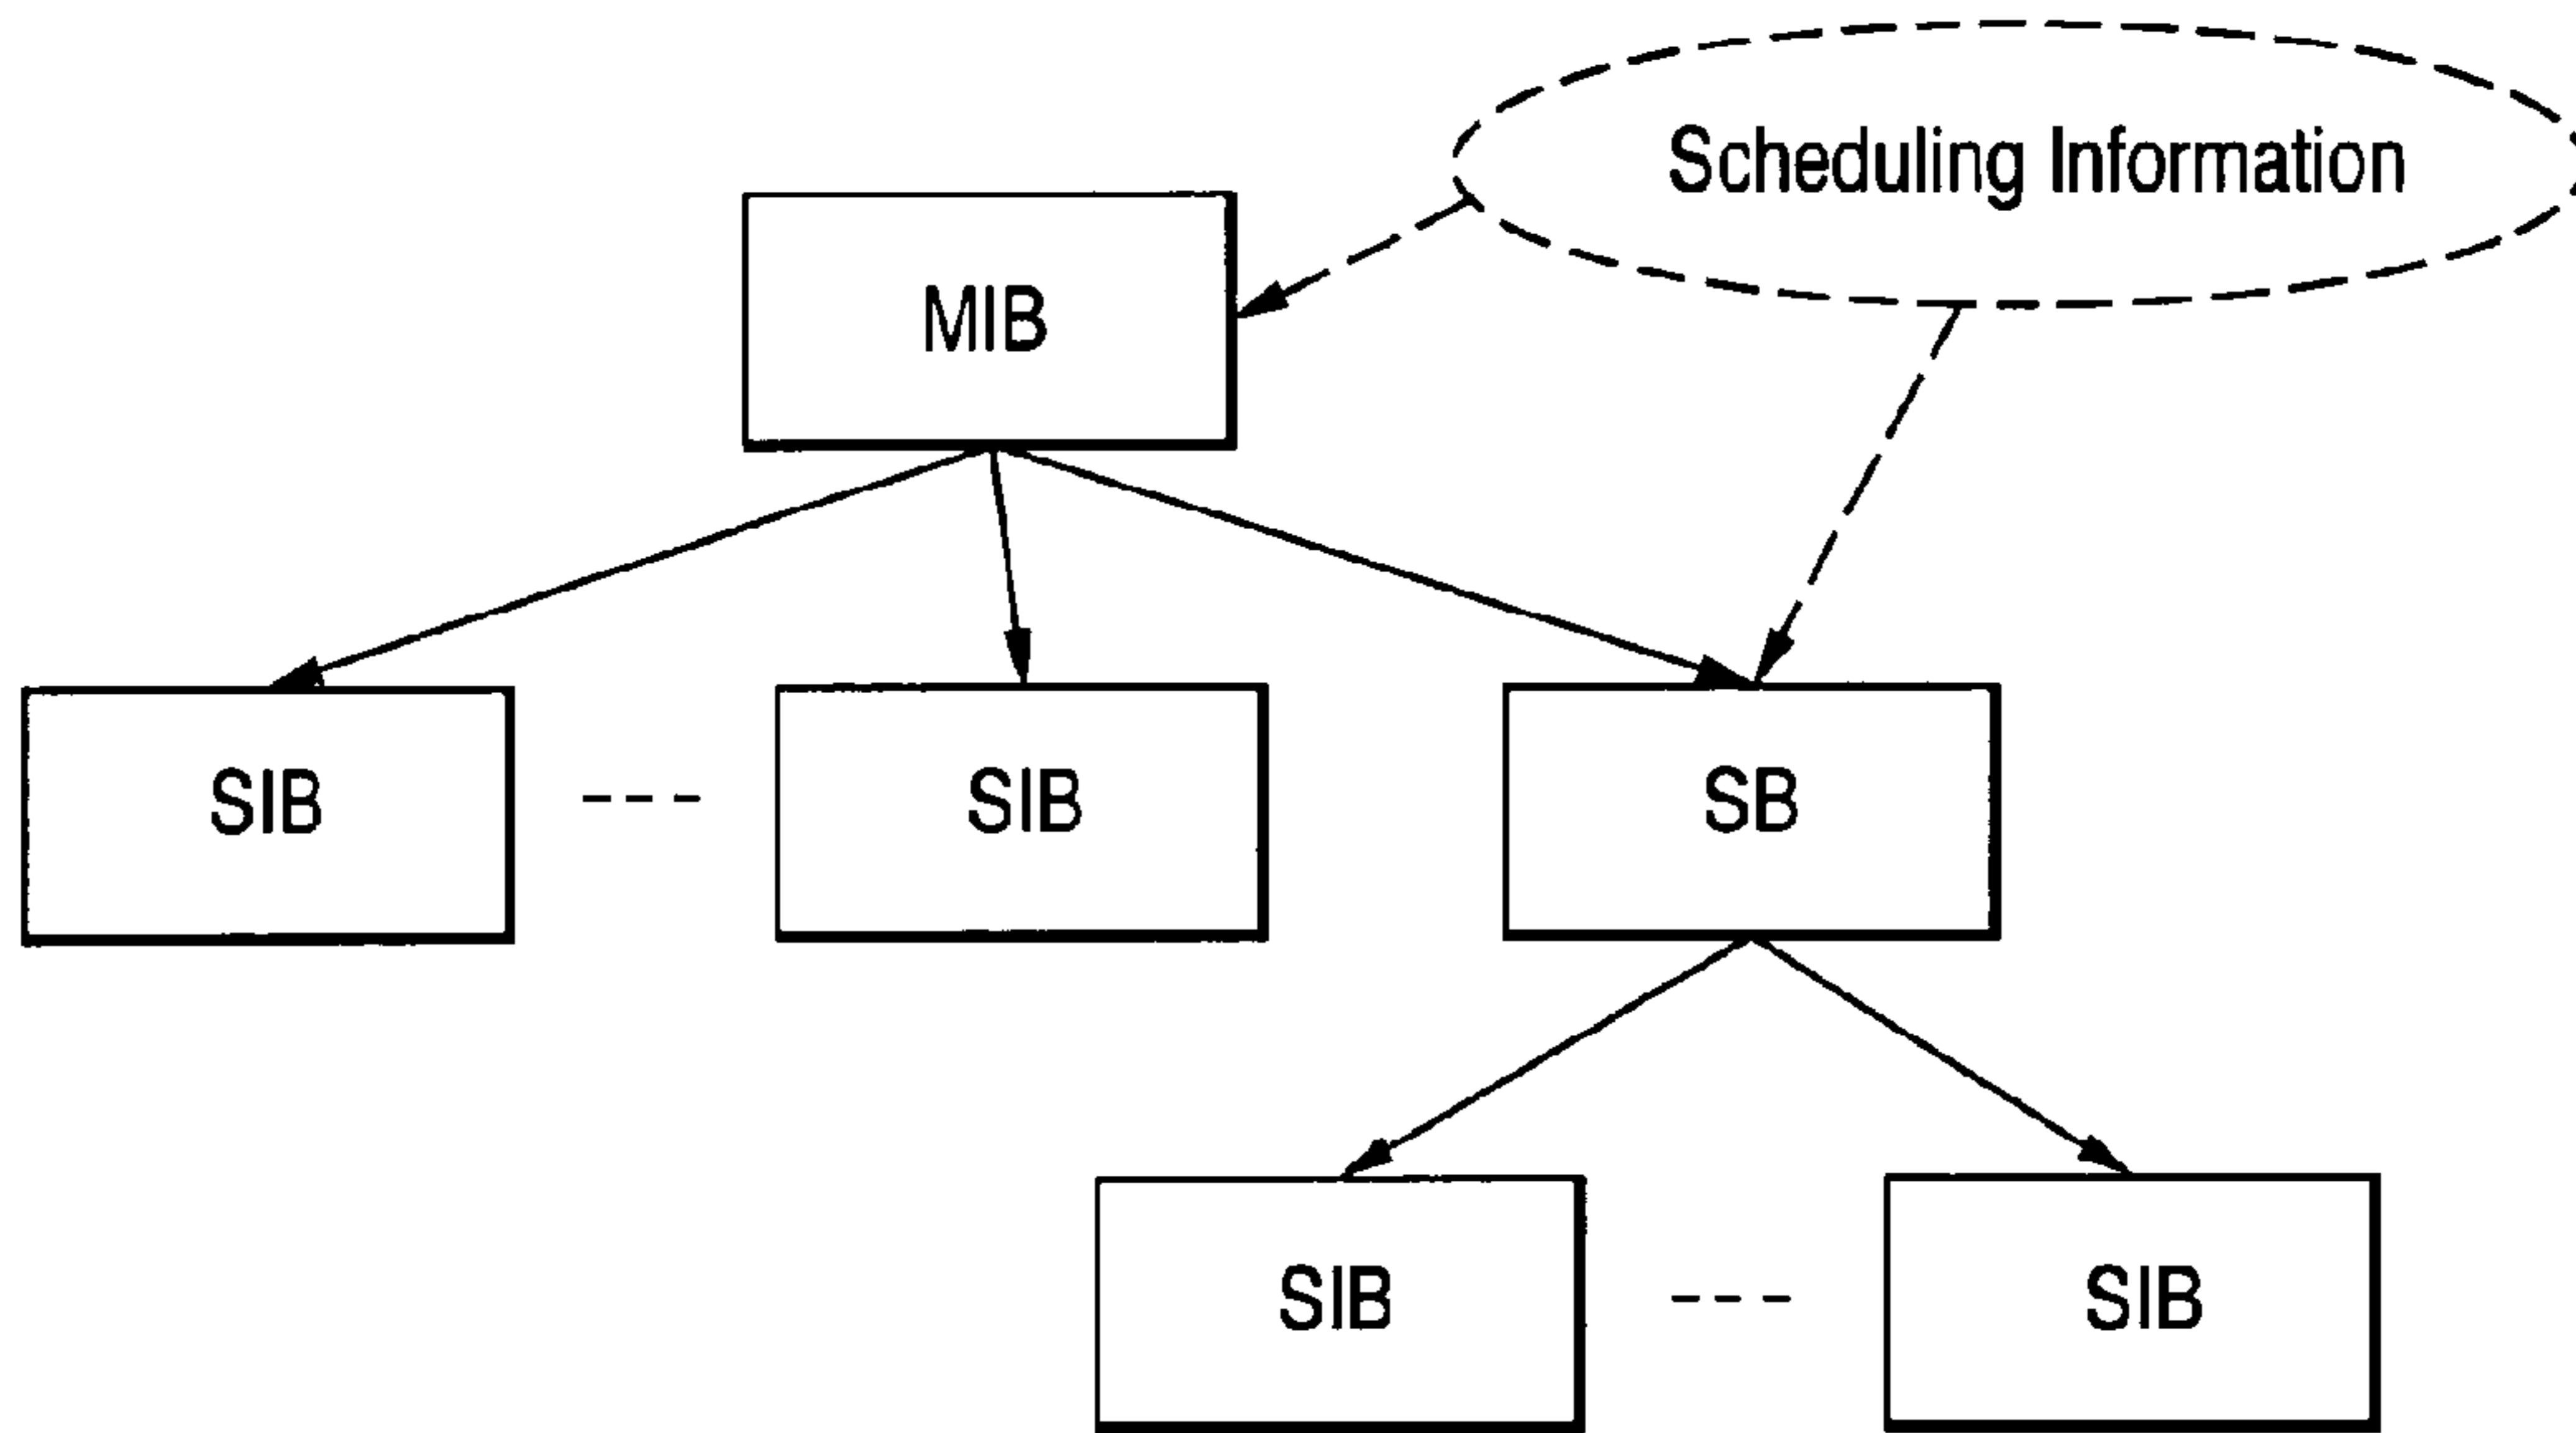 Scheduling Information
MIB
SIB
SIB
SB
SIB
SIB